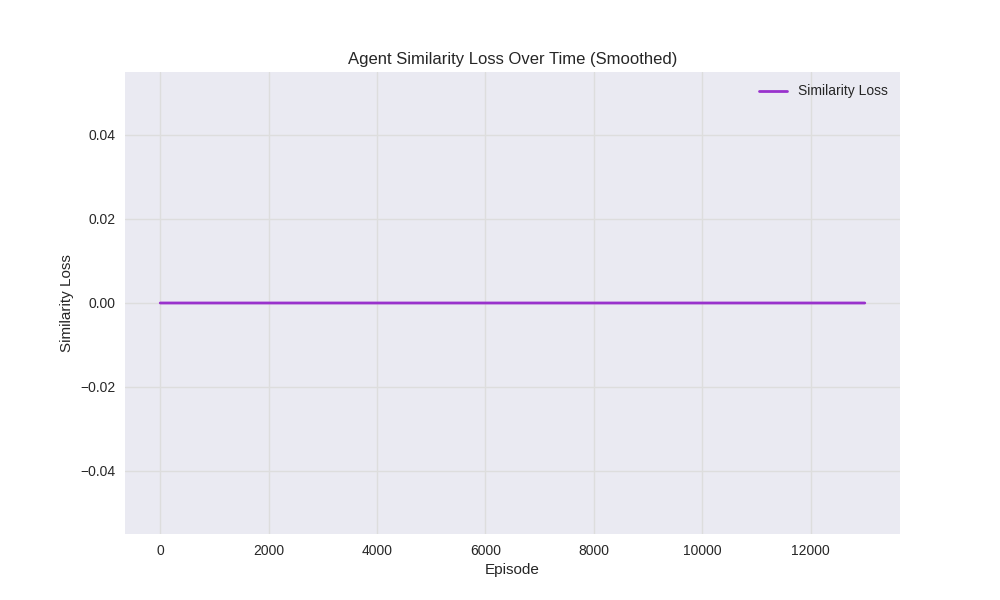 Agent Similarity Loss Over Time (Smoothed)
Similarity Loss
0.04
0.02
0.00
−0.02
−0.04
Similarity Loss
0 2000 4000 6000 8000 10000 12000
Episode